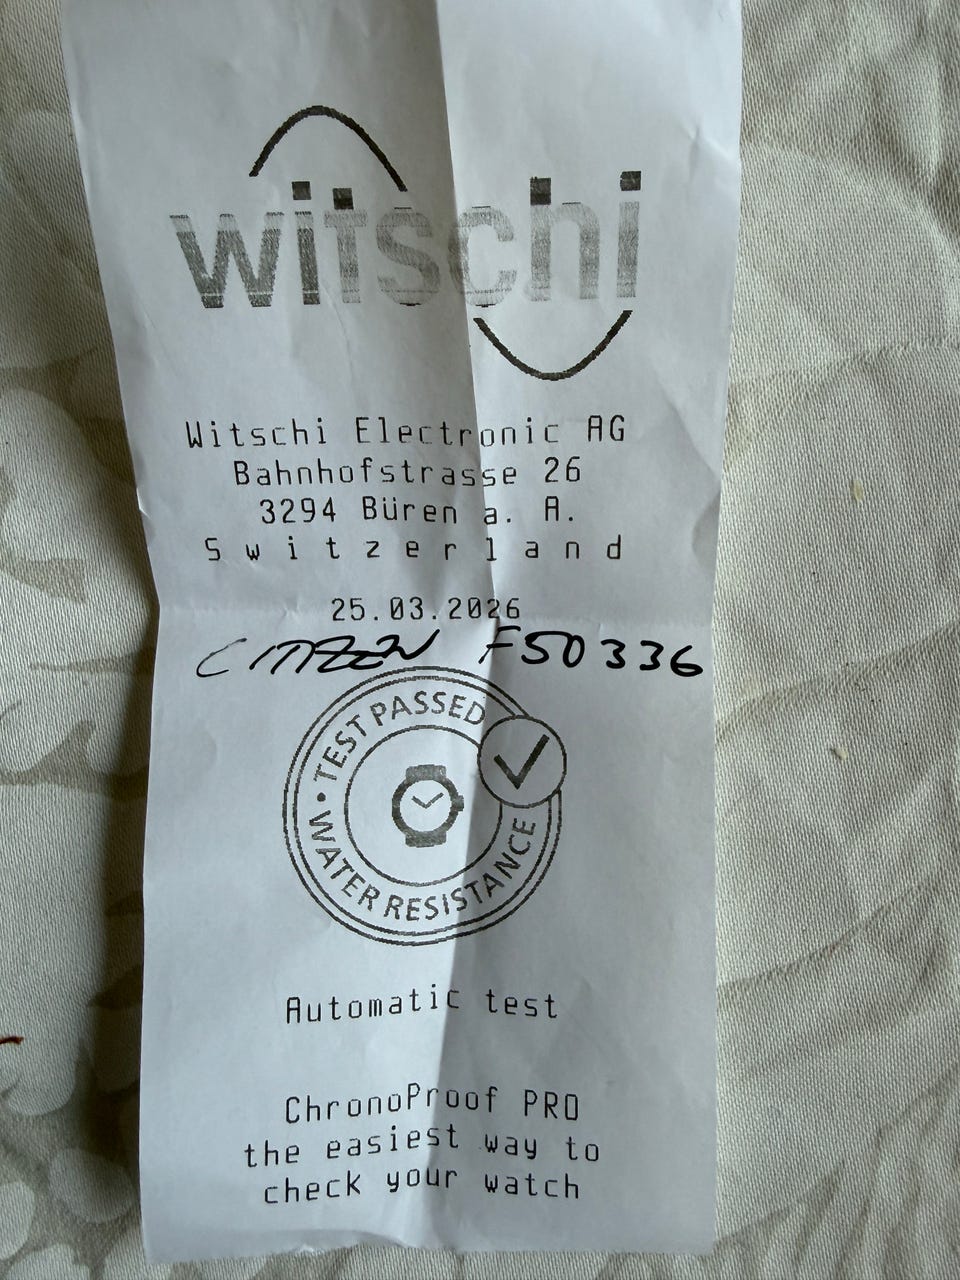 witschi
Witschi Electronic AG
Bahnhofstrasse 26
3294 Büren a. A.
Switzerland
25.03.2026
CITIZEN F50336
TEST PASSED
• WATER RESISTANCE
Automatic test
ChronoProof PRO
the easiest way to
check your watch